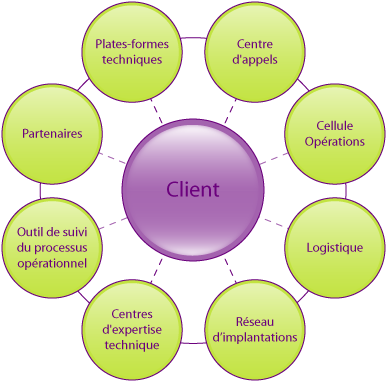 Plates-formes
techniques
Centre
d'appels
Cellule
Opérations
Logistique
Réseau
d'implantations
Centres
d'expertise
technique
Outil de suivi
du processus
opérationnel
Partenaires
Client